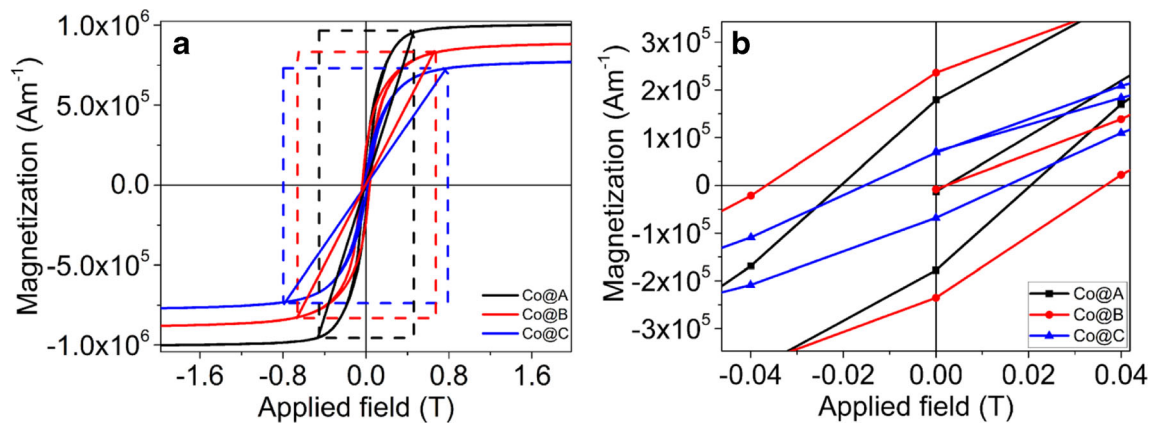 a
Magnetization (Am⁻¹)
1.0x10⁶
5.0x10⁵
0.0
-5.0x10⁵
-1.0x10⁶
-1.6
-0.8
0.0
0.8
1.6
Applied field (T)
Co@A
Co@B
Co@C
b
Magnetization (Am⁻¹)
3x10⁵
2x10⁵
1x10⁵
0
-1x10⁵
-2x10⁵
-3x10⁵
-0.04
-0.02
0.00
0.02
0.04
Applied field (T)
Co@A
Co@B
Co@C